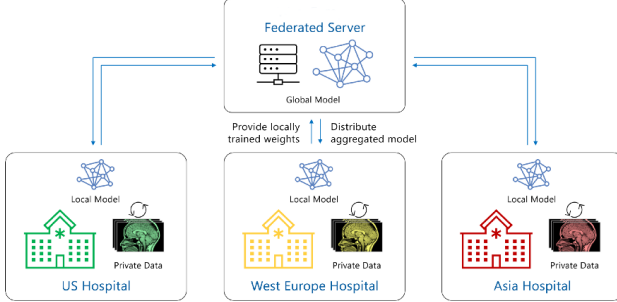 Federated Server
Global Model
Provide locally
trained weights
Distribute
aggregated model
Local Model
Private Data
US Hospital
Local Model
Private Data
West Europe Hospital
Local Model
Private Data
Asia Hospital